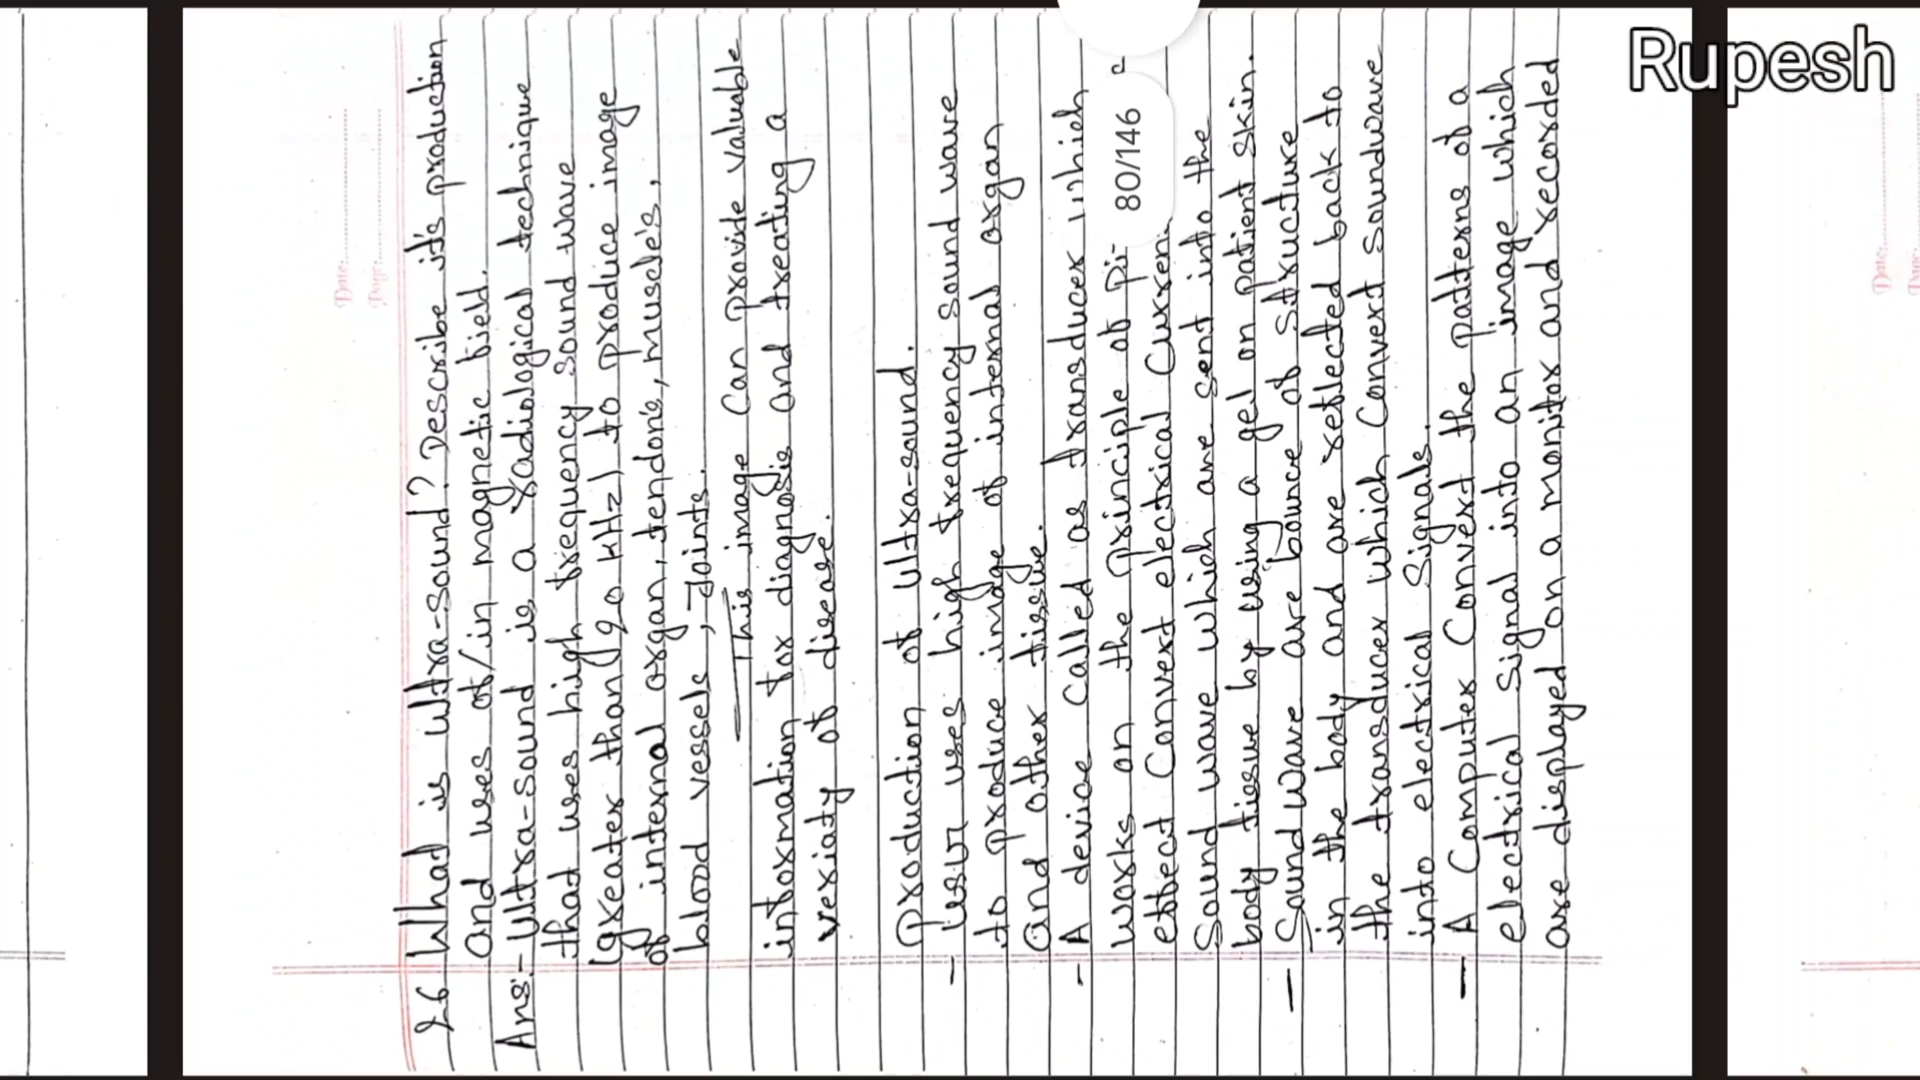 Rupesh
80/146
Date:
Page:
26 What is Ultra-sound? Describe it's production
and uses of/in magnetic field.
Ans:- Ultra-sound is a radiological technique
that uses high frequency sound wave
(greater than 20 kHz) to produce image
of internal organ, tendon's, muscle's,
blood vessels, Joints.
This image can provide valuable
information for diagnosis and treating a
veriaty of disease.
Production of Ultra-sound.
- uses high frequency sound wave
to produce image of internal organ
and other tissue.
- A device called as transducer which
works on the principle of
effect Convert electrical Curren
Sound wave which are sent into the
body tissue by using a gel on patient skin.
- Sound wave are bounce of structure
in the body and are reflected back to
the transducer which Convert soundwave
into electrical signals.
- A Computer Convert the patterns of a
electrical signal into an image which
are displayed on a monitor and recorded
Date:
Page: